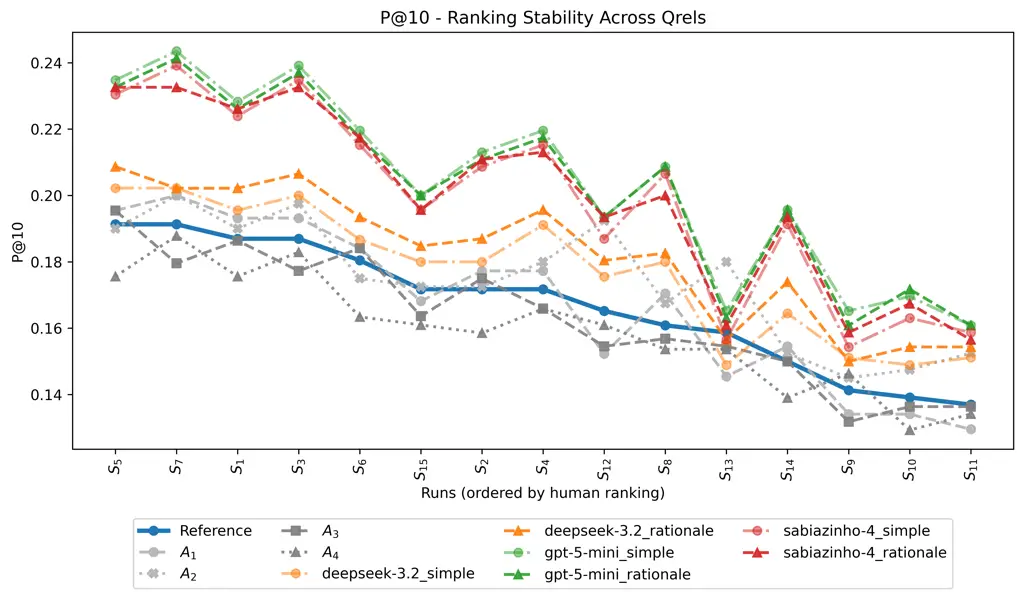 P@10 - Ranking Stability Across Qrels
P@10
0.24
0.22
0.20
0.18
0.16
0.14
S₅ S₇ S₁ S₃ S₆ S₁₅ S₂ S₄ S₁₂ S₈ S₁₃ S₁₄ S₉ S₁₀ S₁₁
Runs (ordered by human ranking)
Reference
A₁
A₂
A₃
A₄
deepseek-3.2_simple
deepseek-3.2_rationale
gpt-5-mini_simple
gpt-5-mini_rationale
sabiazinho-4_simple
sabiazinho-4_rationale